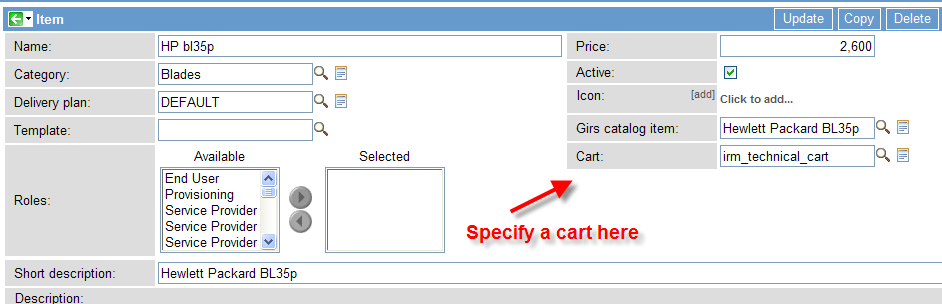 Item
Update Copy Delete
Name: HP bl35p
Price: 2,600
Category: Blades
Active:
Delivery plan: DEFAULT
Icon: [add] Click to add...
Template:
Girs catalog item: Hewlett Packard BL35p
Cart: irm_technical_cart
Available Selected
Roles:
End User
Provisioning
Service Provider
Service Provider
Service Provider
Specify a cart here
Short description: Hewlett Packard BL35p
Description: